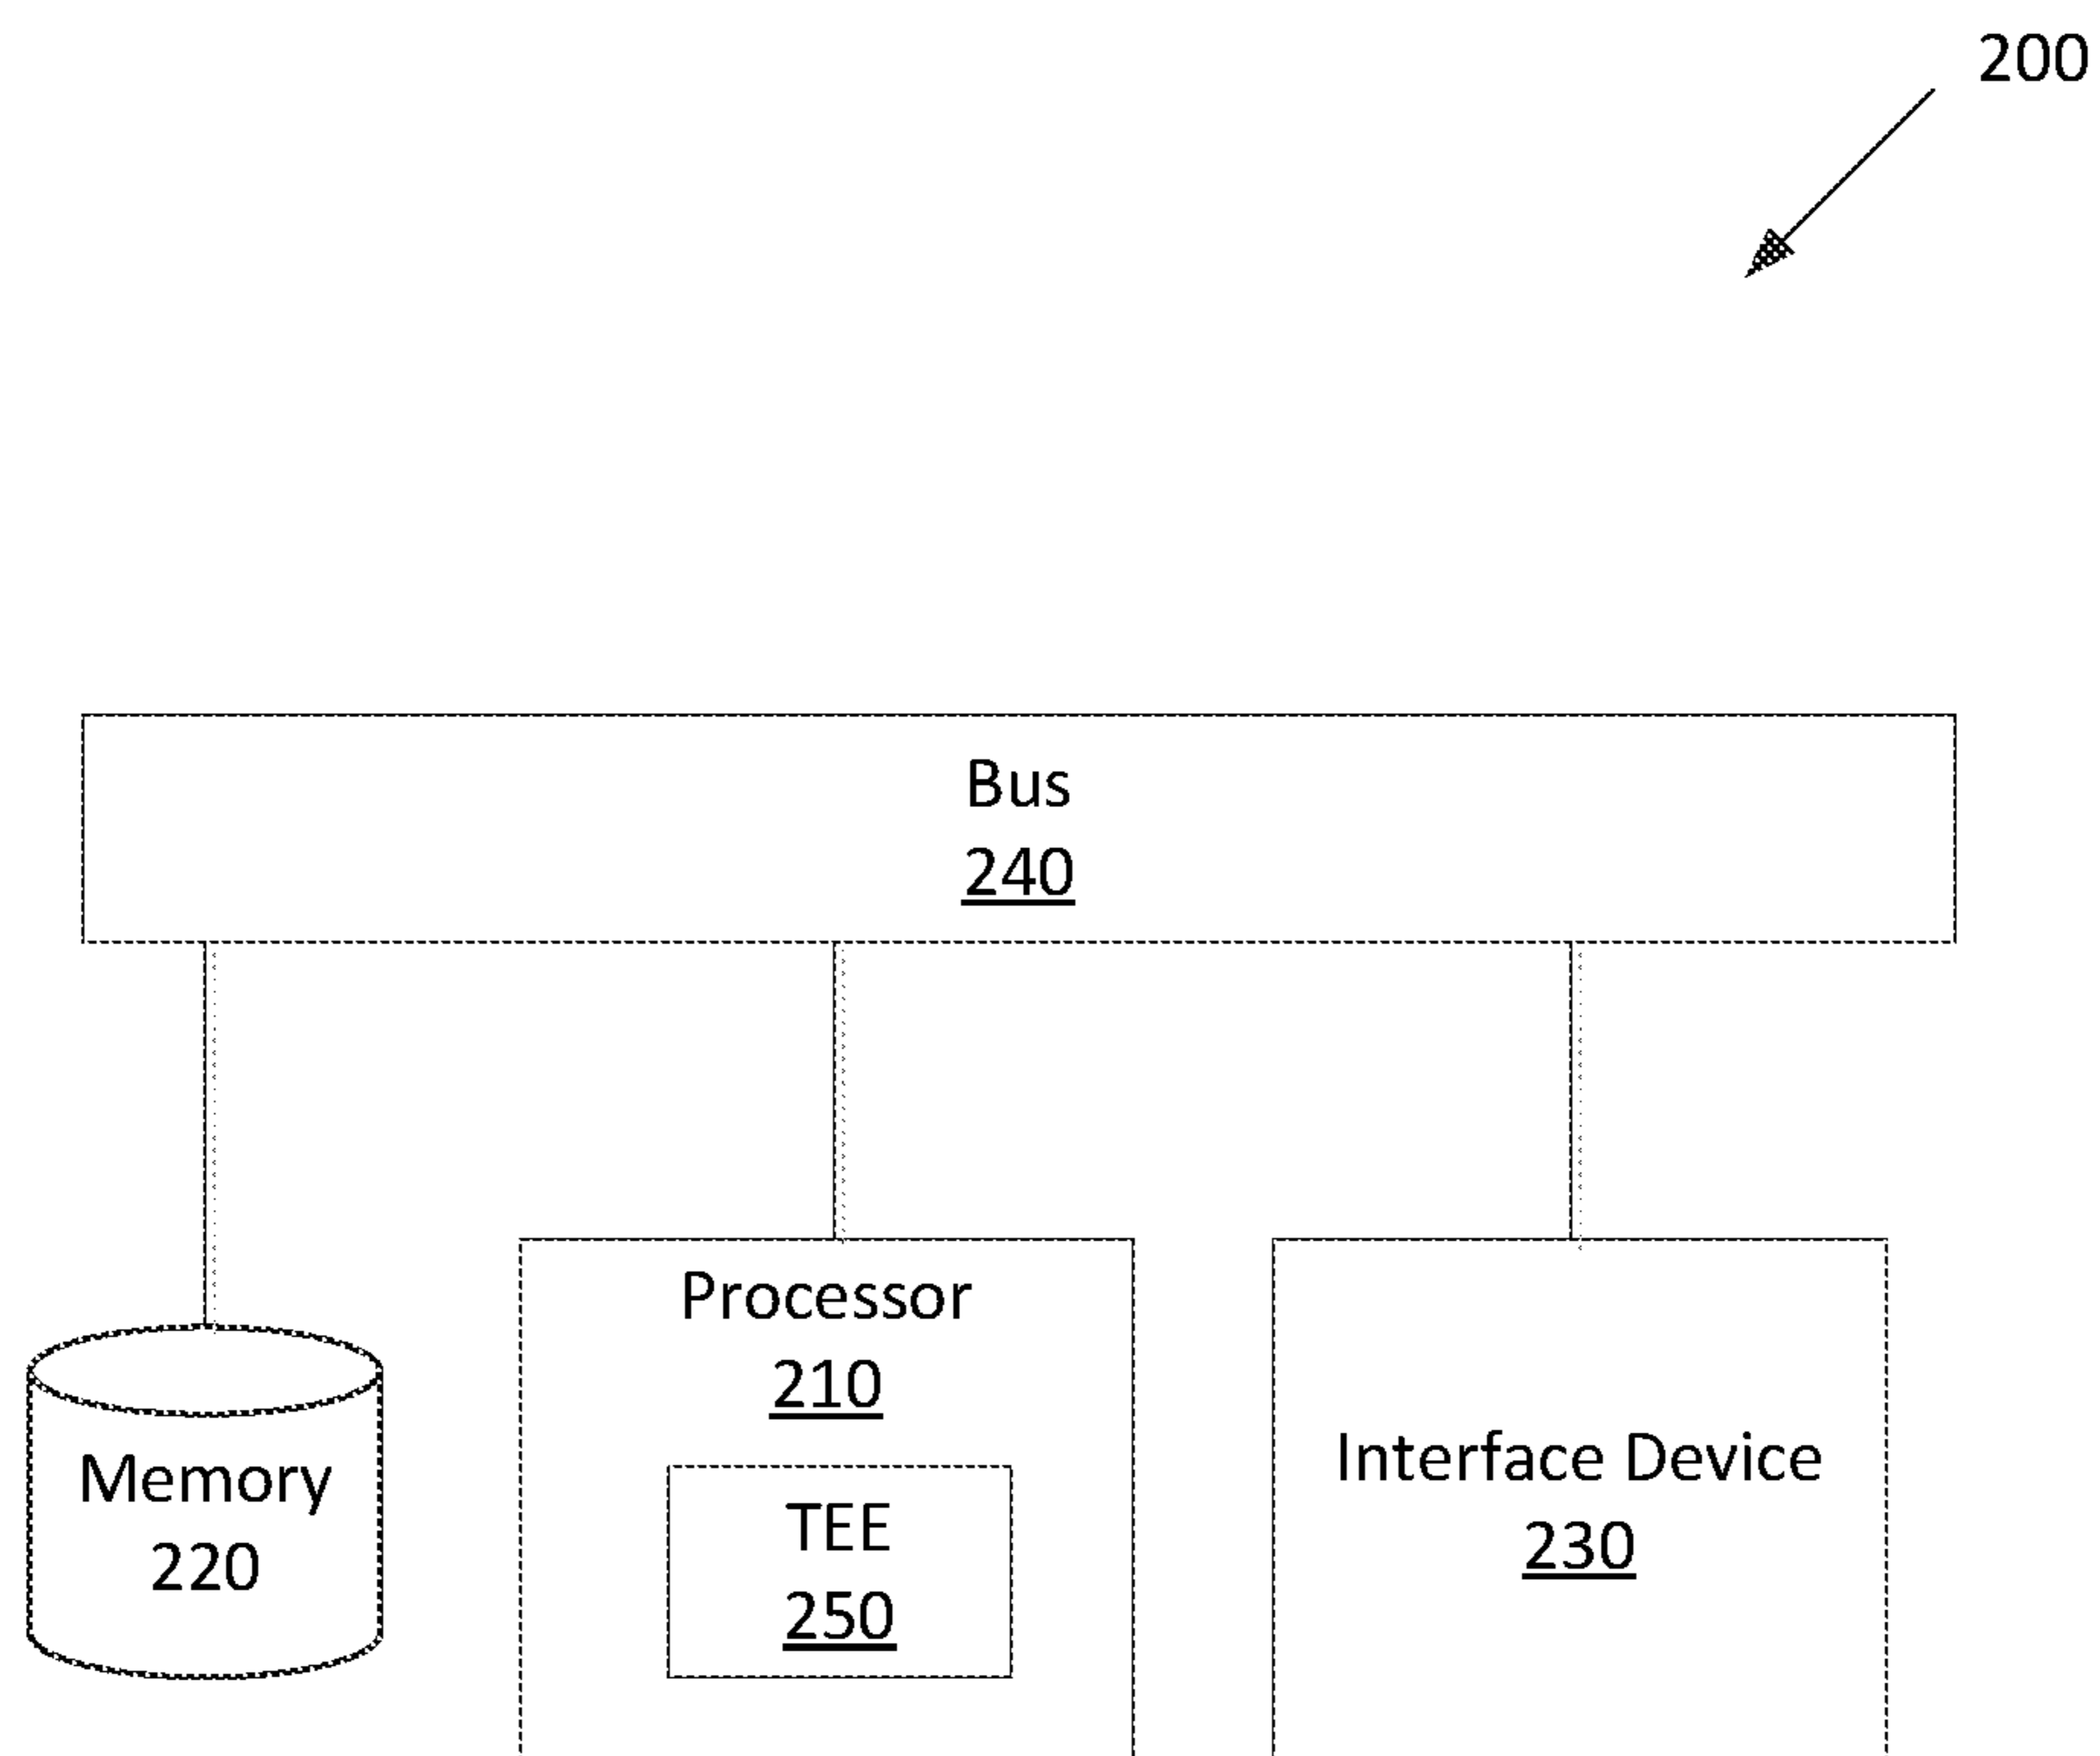 200
Bus
240
Processor
210
Memory
220
TEE
250
Interface Device
230